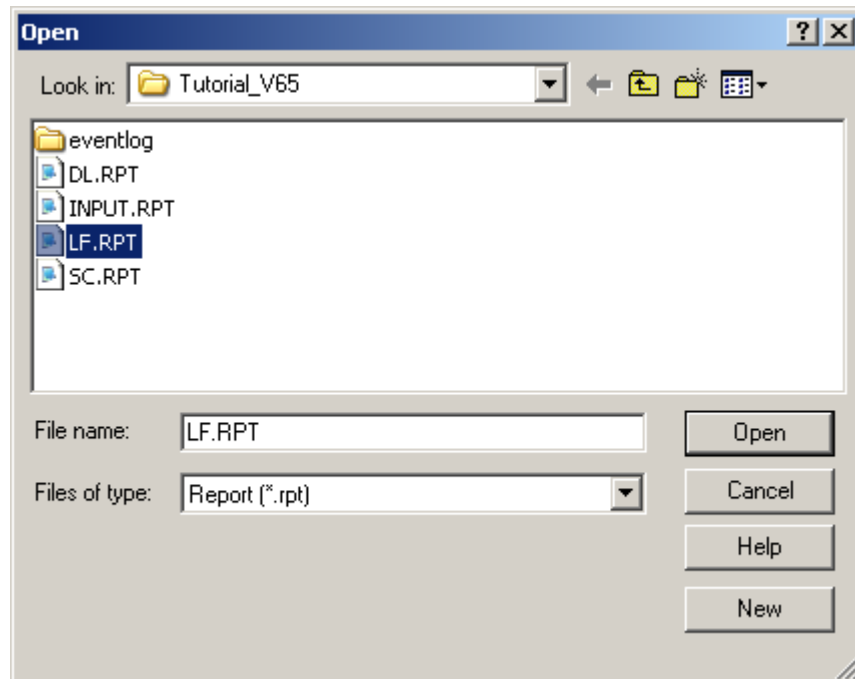 Open
Look in: Tutorial_V65
eventlog
DL.RPT
INPUT.RPT
LF.RPT
SC.RPT
File name: LF.RPT Open
Files of type: Report (*.rpt) Cancel
Help
New